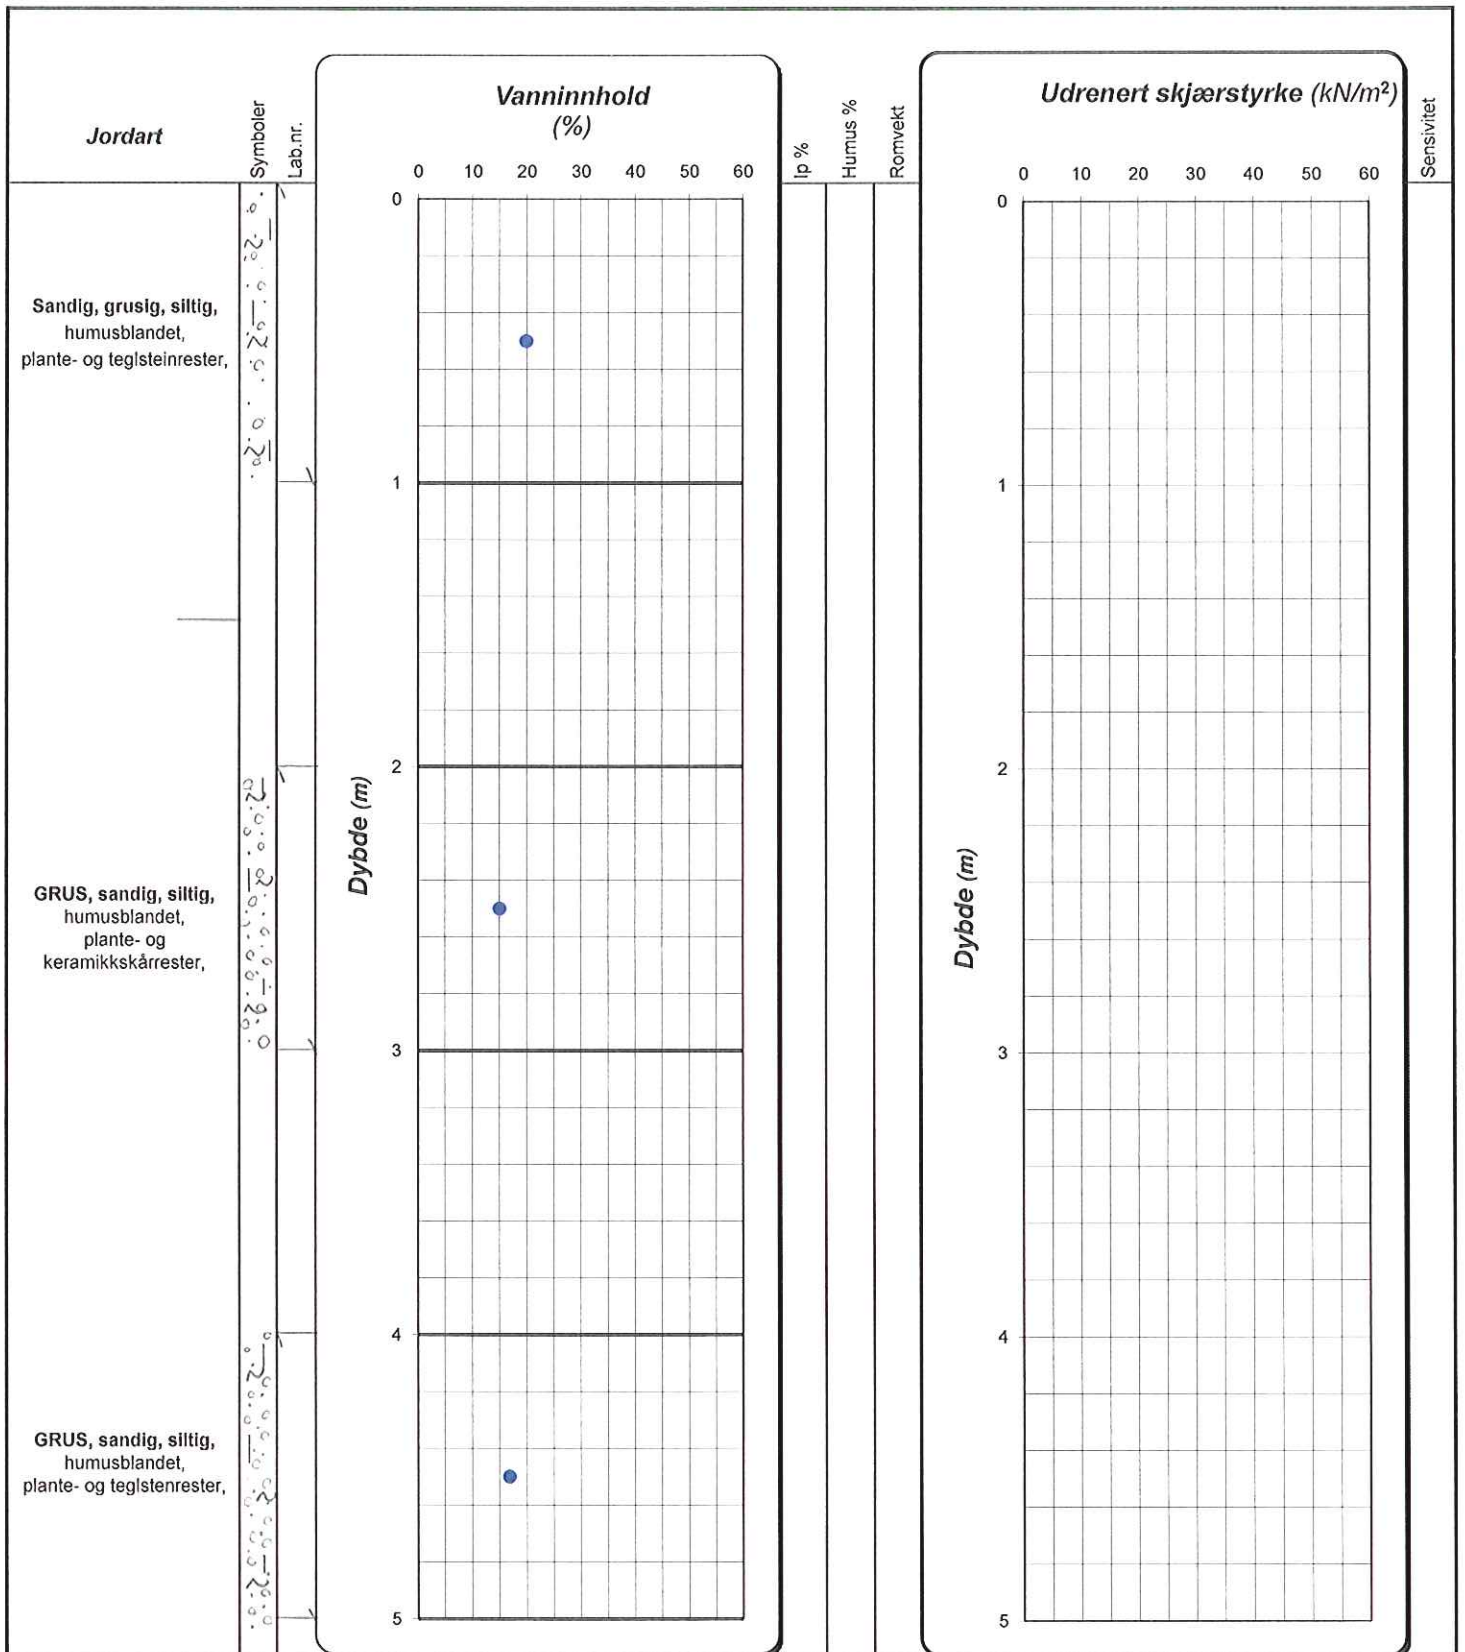 Jordart
Symboler
Lab.nr.
Vanninnhold
(%)
0 10 20 30 40 50 60
Ip %
Humus %
Romvekt
Udrenert skjærstyrke (kN/m²)
0 10 20 30 40 50 60
Sensivitet
Sandig, grusig, siltig,
humusblandet,
plante- og teglsteinrester,
GRUS, sandig, siltig,
humusblandet,
plante- og
keramikkskårrester,
GRUS, sandig, siltig,
humusblandet,
plante- og teglstenrester,
Dybde (m)
0
1
2
3
4
5
Dybde (m)
0
1
2
3
4
5